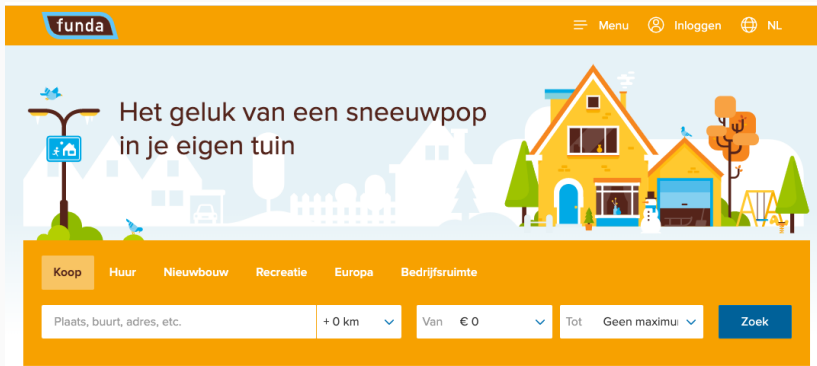 funda
Menu Inloggen NL
Het geluk van een sneeuwpop
in je eigen tuin
Koop Huur Nieuwbouw Recreatie Europa Bedrijfsruimte
Plaats, buurt, adres, etc. + 0 km Van € 0 Tot Geen maximu Zoek